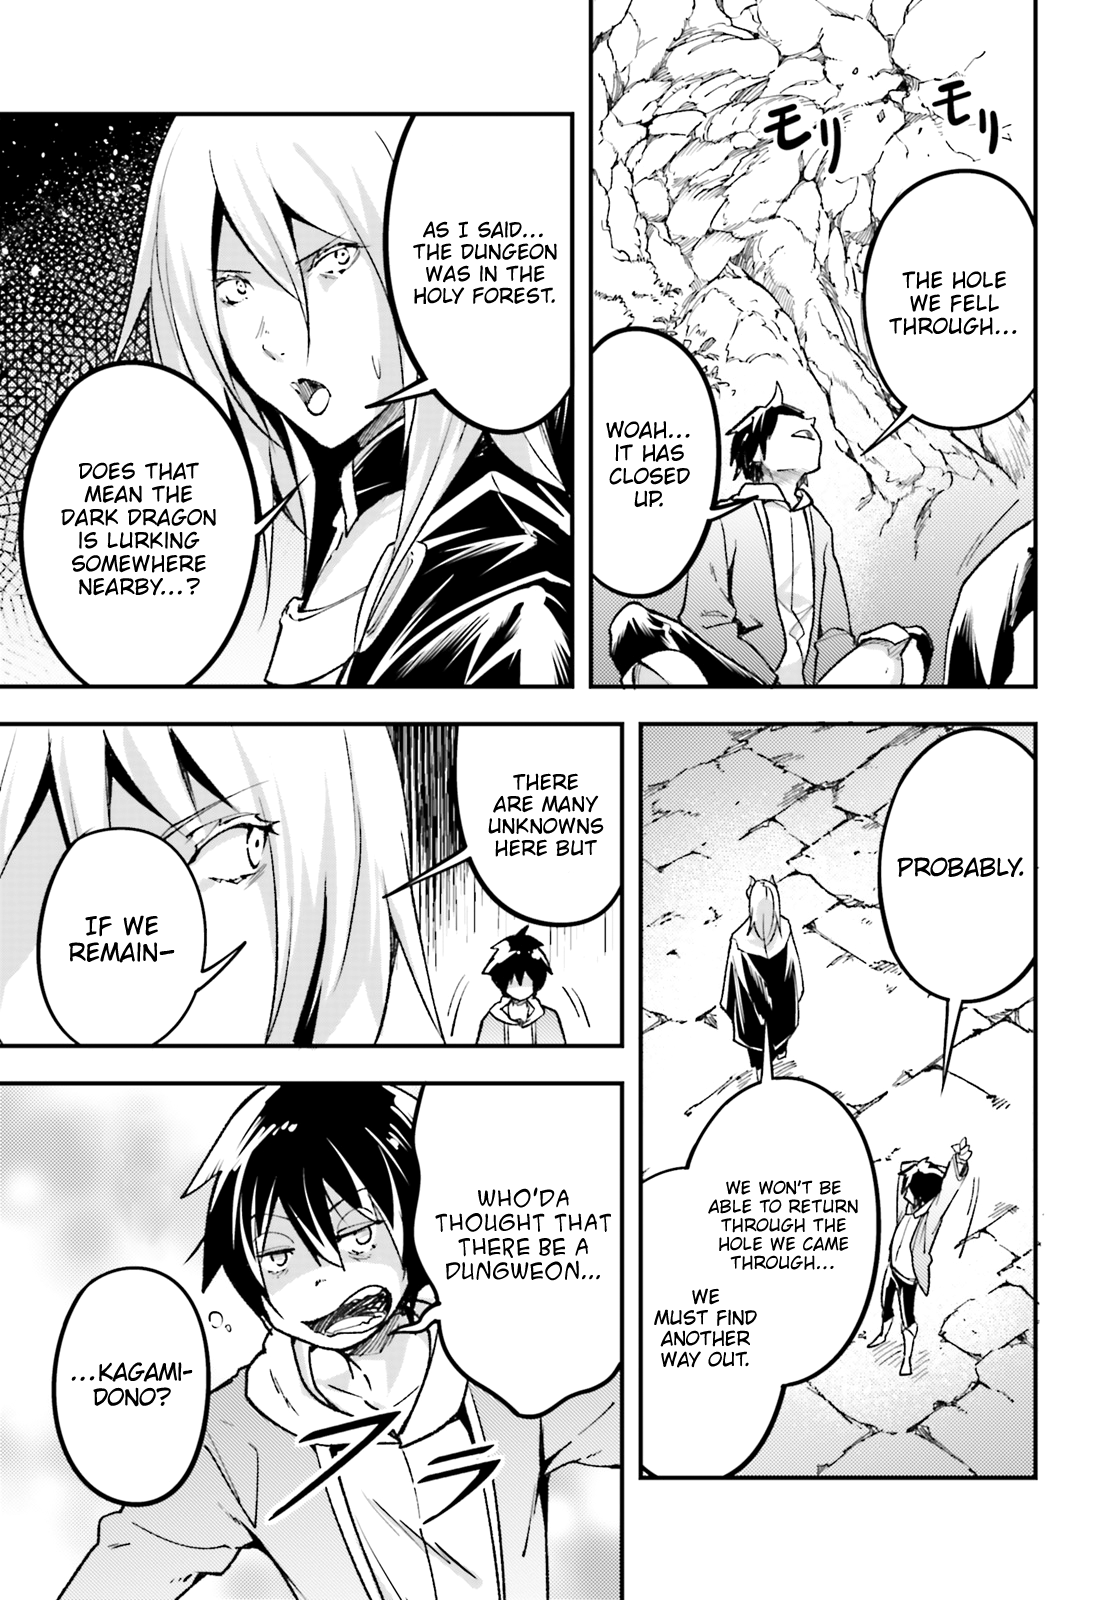 モリ
モリ
THE HOLE
WE FELL
THROUGH...
WOAH...
IT HAS
CLOSED
UP.
AS I SAID...
THE DUNGEON
WAS IN THE
HOLY FOREST.
DOES THAT
MEAN THE
DARK DRAGON
IS LURKING
SOMEWHERE
NEARBY...?
PROBABLY.
WE WON'T BE
ABLE TO RETURN
THROUGH THE
HOLE WE CAME
THROUGH...
WE
MUST FIND
ANOTHER
WAY OUT.
THERE
ARE MANY
UNKNOWNS
HERE BUT
IF WE
REMAIN-
WHO'DA
THOUGHT THAT
THERE BE A
DUNGWEON...
...KAGAMI-
DONO?
フラ